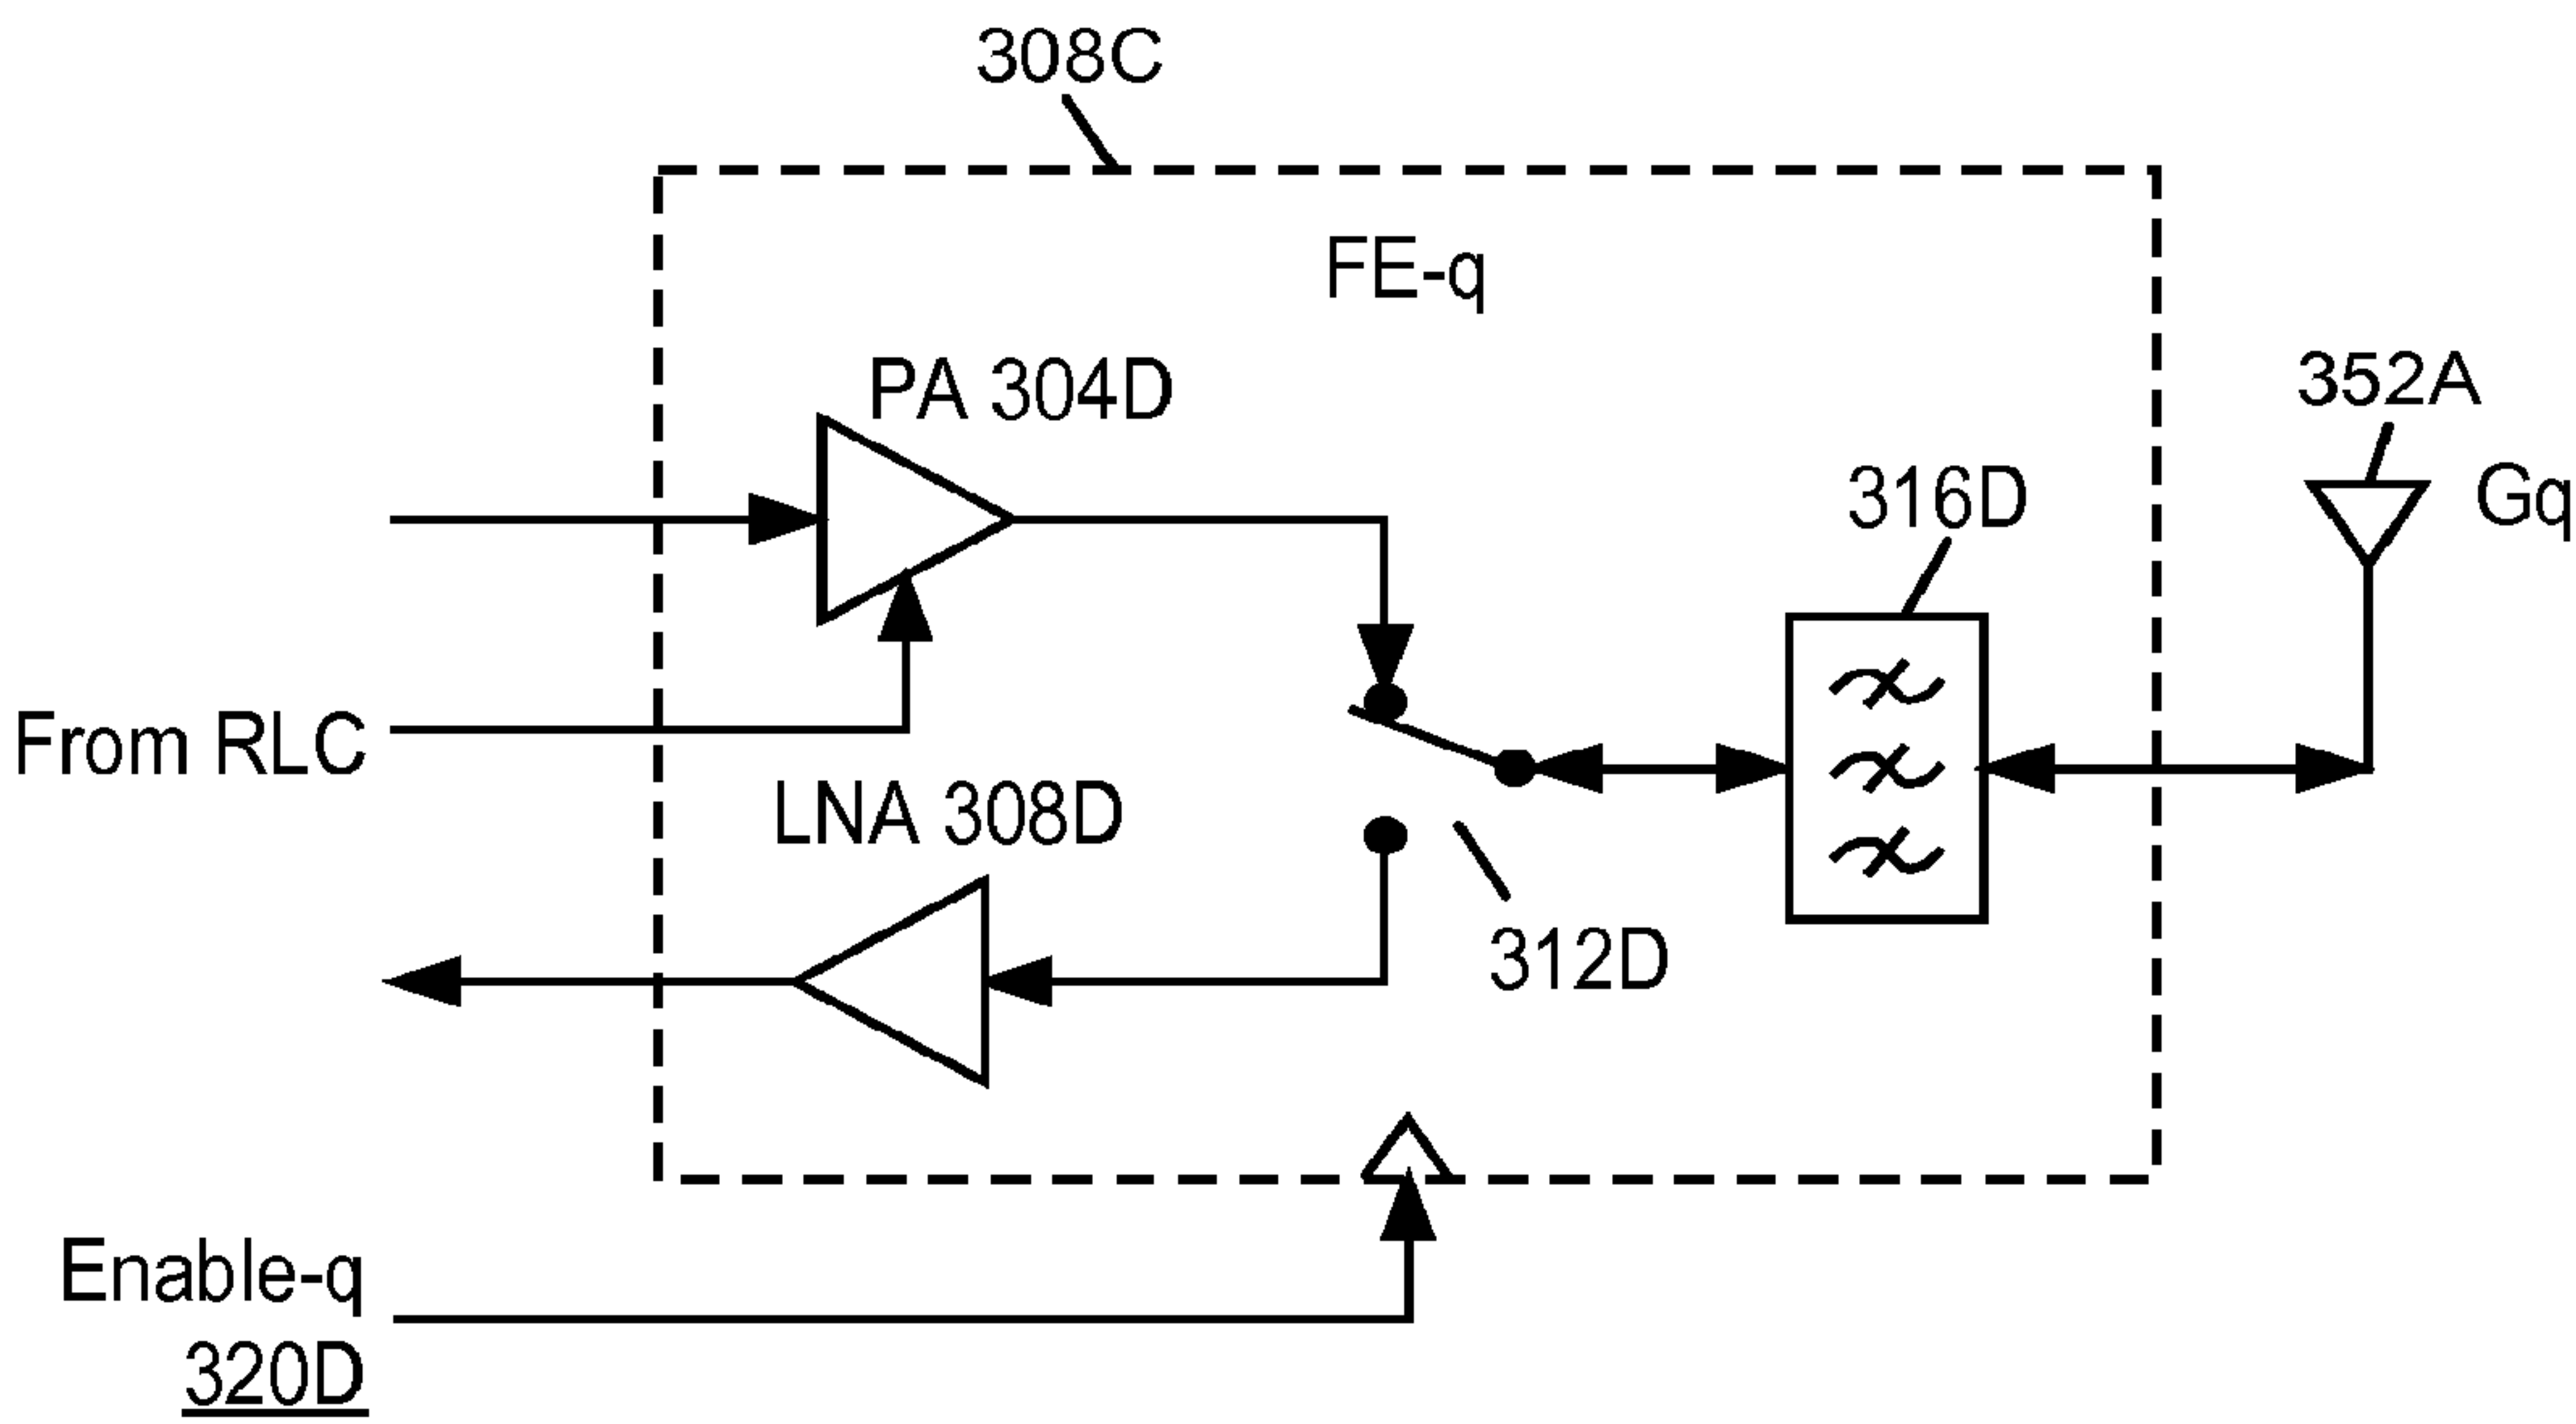 308C
FE-q
PA 304D
352A
Gq
316D
From RLC
LNA 308D
312D
Enable-q
320D